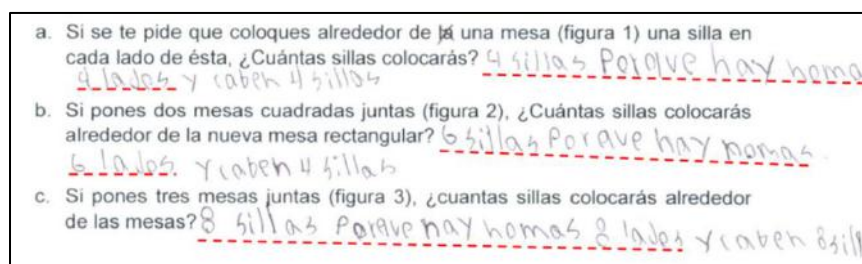 a. Si se te pide que coloques alrededor de la una mesa (figura 1) una silla en
cada lado de ésta, ¿Cuántas sillas colocarás? 4 sillas Porque hay noma
4 lados y caben 4 sillas
b. Si pones dos mesas cuadradas juntas (figura 2), ¿Cuántas sillas colocarás
alrededor de la nueva mesa rectangular? 6 sillas Porque hay nomas
6 lados. y caben 4 sillas
c. Si pones tres mesas juntas (figura 3), ¿cuantas sillas colocarás alrededor
de las mesas? 8 sillas Porque hay nomas 8 lados y caben 8 sill